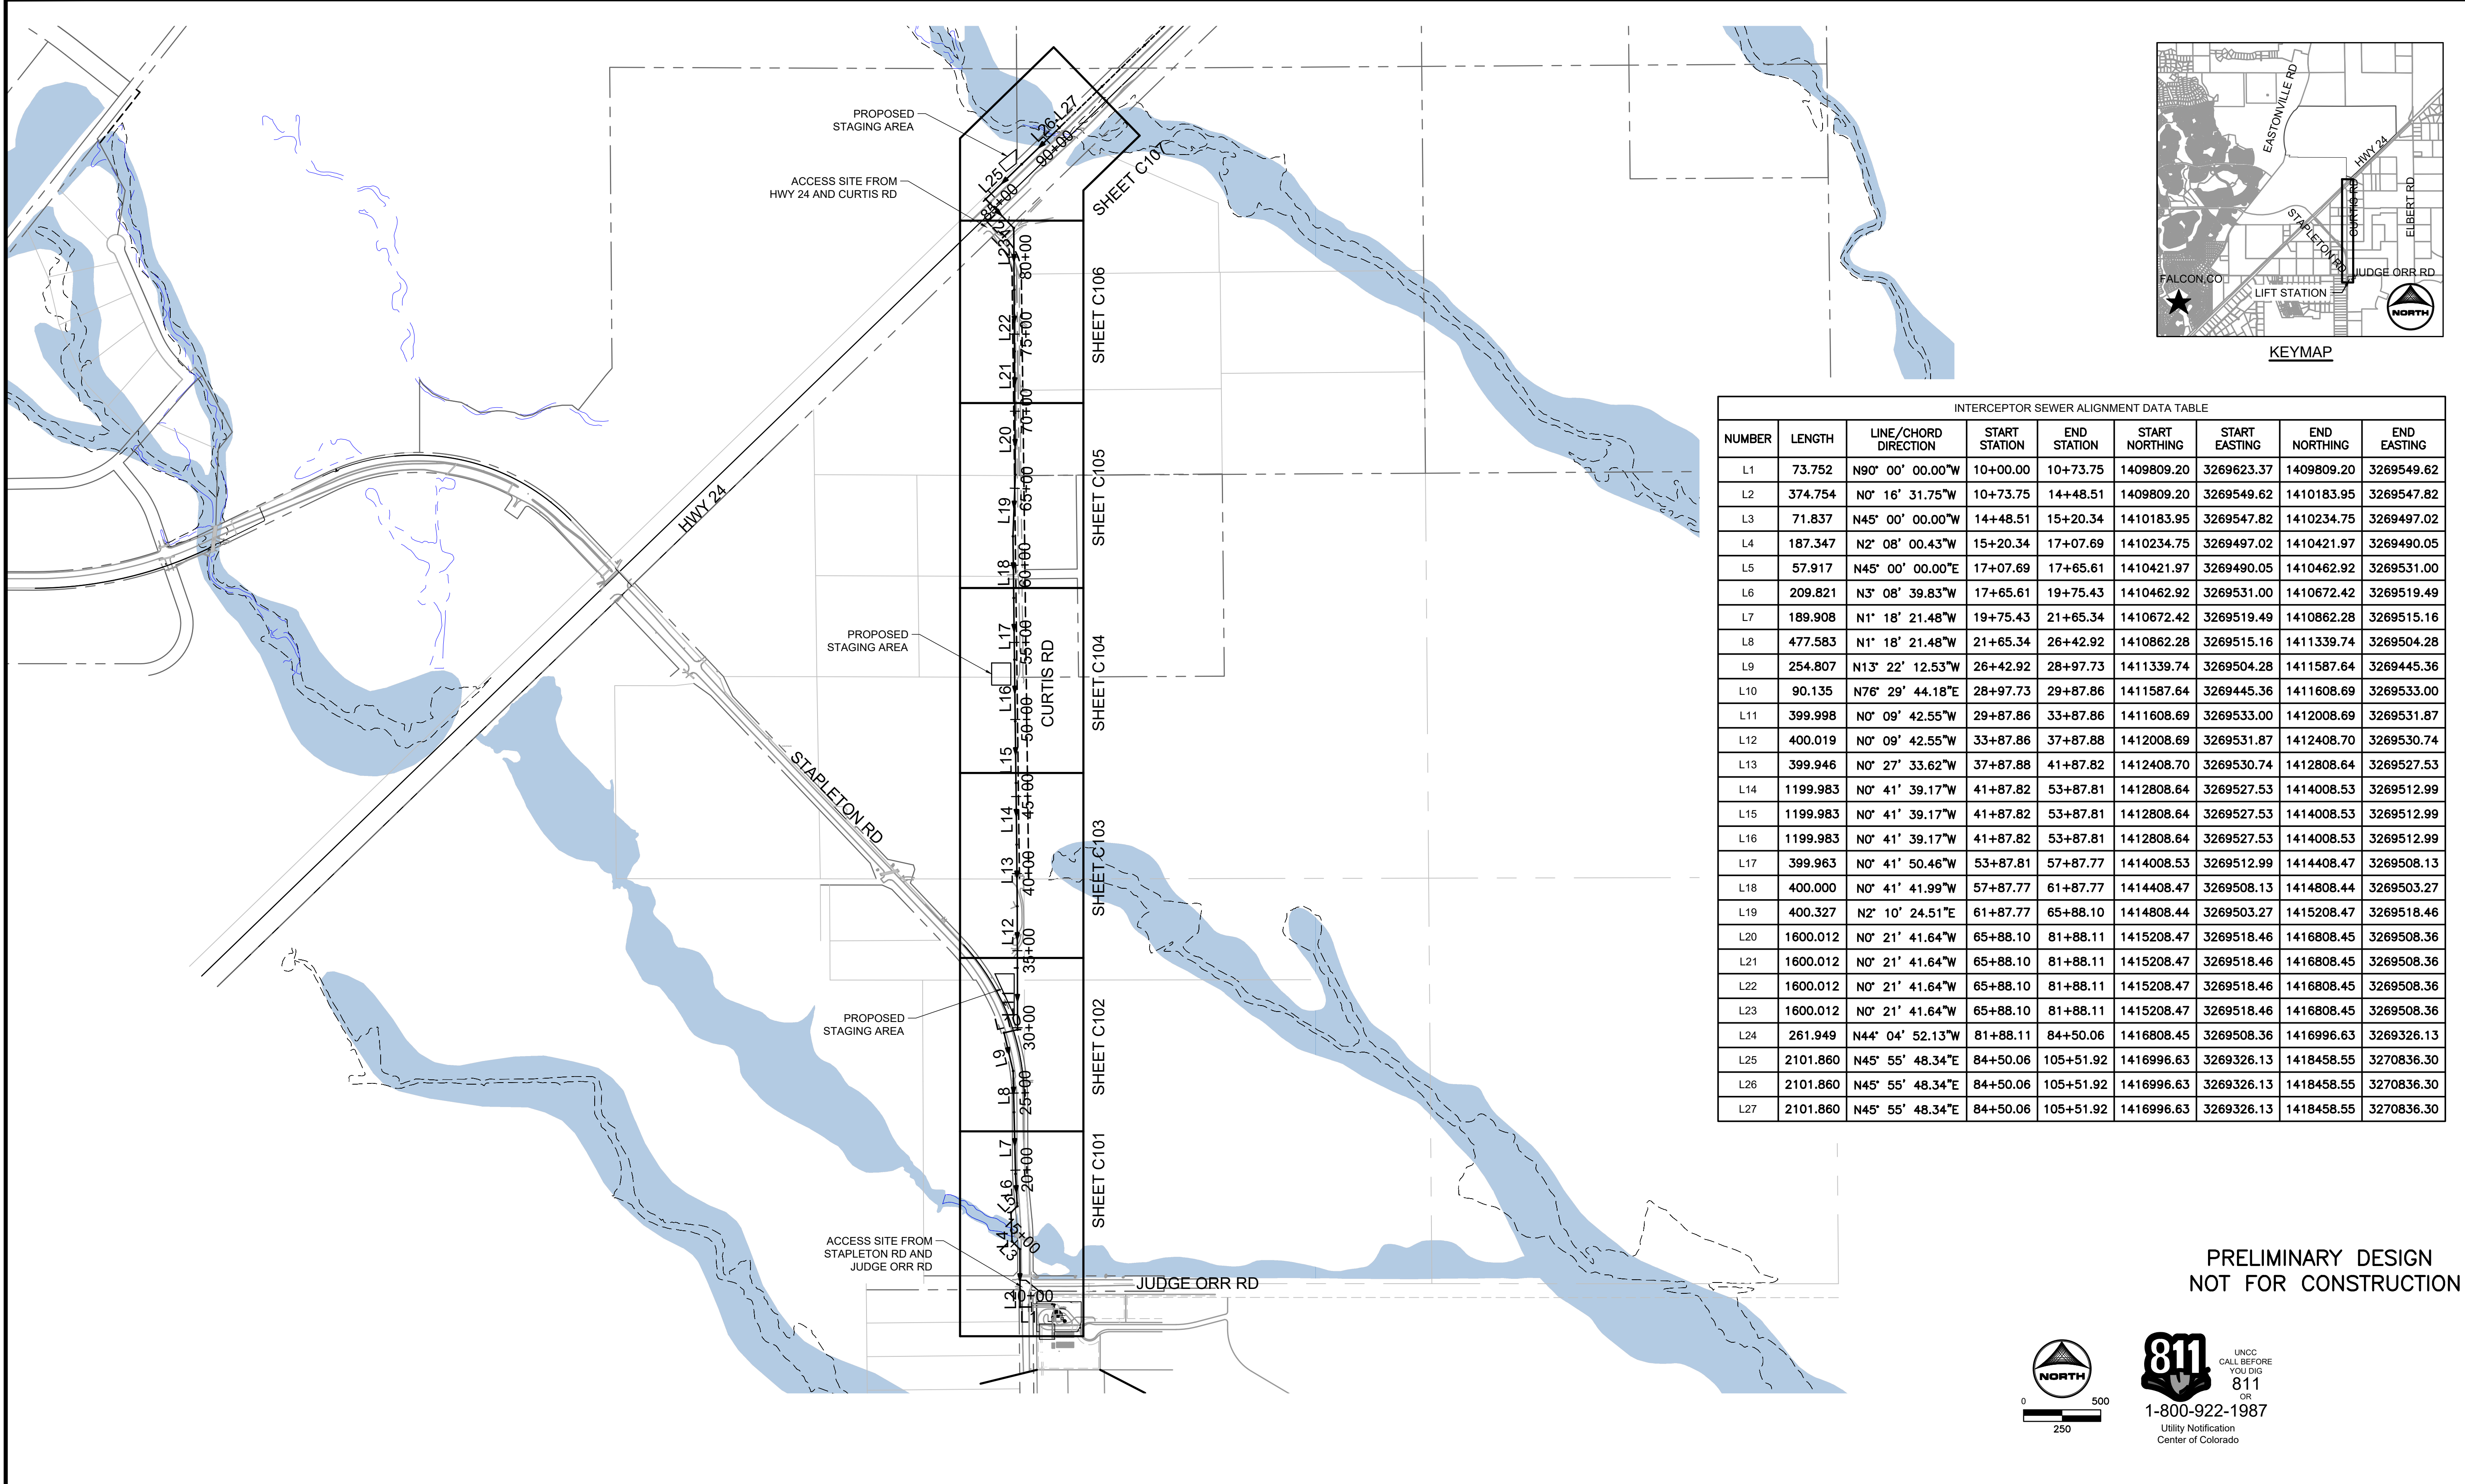 PROPOSED
STAGING AREA
ACCESS SITE FROM
HWY 24 AND CURTIS RD
L27
L26
90+00
L25
85+00
L24
L23
80+00
L22
75+00
L21
70+00
L20
65+00
L19
60+00
L18
L17
55+00
L16
50+00
L15
45+00
L14
L13
40+00
L12
35+00
L10
30+00
L9
L8
25+00
L7
20+00
L6
L5
15+00
L4
L3
L2
10+00
L1
SHEET C107
SHEET C106
SHEET C105
SHEET C104
SHEET C103
SHEET C102
SHEET C101
HWY 24
PROPOSED
STAGING AREA
CURTIS RD
STAPLETON RD
PROPOSED
STAGING AREA
ACCESS SITE FROM
STAPLETON RD AND
JUDGE ORR RD
JUDGE ORR RD
EASTONVILLE RD
HWY 24
CURTIS RD
ELBERT RD
STAPLETON RD
JUDGE ORR RD
FALCON,CO
LIFT STATION
NORTH
KEYMAP
INTERCEPTOR SEWER ALIGNMENT DATA TABLE
NUMBER LENGTH LINE/CHORD DIRECTION START STATION END STATION START NORTHING START EASTING END NORTHING END EASTING
L1 73.752 N90° 00' 00.00"W 10+00.00 10+73.75 1409809.20 3269623.37 1409809.20 3269549.62
L2 374.754 N0° 16' 31.75"W 10+73.75 14+48.51 1409809.20 3269549.62 1410183.95 3269547.82
L3 71.837 N45° 00' 00.00"W 14+48.51 15+20.34 1410183.95 3269547.82 1410234.75 3269497.02
L4 187.347 N2° 08' 00.43"W 15+20.34 17+07.69 1410234.75 3269497.02 1410421.97 3269490.05
L5 57.917 N45° 00' 00.00"E 17+07.69 17+65.61 1410421.97 3269490.05 1410462.92 3269531.00
L6 209.821 N3° 08' 39.83"W 17+65.61 19+75.43 1410462.92 3269531.00 1410672.42 3269519.49
L7 189.908 N1° 18' 21.48"W 19+75.43 21+65.34 1410672.42 3269519.49 1410862.28 3269515.16
L8 477.583 N1° 18' 21.48"W 21+65.34 26+42.92 1410862.28 3269515.16 1411339.74 3269504.28
L9 254.807 N13° 22' 12.53"W 26+42.92 28+97.73 1411339.74 3269504.28 1411587.64 3269445.36
L10 90.135 N76° 29' 44.18"E 28+97.73 29+87.86 1411587.64 3269445.36 1411608.69 3269533.00
L11 399.998 N0° 09' 42.55"W 29+87.86 33+87.86 1411608.69 3269533.00 1412008.69 3269531.87
L12 400.019 N0° 09' 42.55"W 33+87.86 37+87.88 1412008.69 3269531.87 1412408.70 3269530.74
L13 399.946 N0° 27' 33.62"W 37+87.88 41+87.82 1412408.70 3269530.74 1412808.64 3269527.53
L14 1199.983 N0° 41' 39.17"W 41+87.82 53+87.81 1412808.64 3269527.53 1414008.53 3269512.99
L15 1199.983 N0° 41' 39.17"W 41+87.82 53+87.81 1412808.64 3269527.53 1414008.53 3269512.99
L16 1199.983 N0° 41' 39.17"W 41+87.82 53+87.81 1412808.64 3269527.53 1414008.53 3269512.99
L17 399.963 N0° 41' 50.46"W 53+87.81 57+87.77 1414008.53 3269512.99 1414408.47 3269508.13
L18 400.000 N0° 41' 41.99"W 57+87.77 61+87.77 1414408.47 3269508.13 1414808.44 3269503.27
L19 400.327 N2° 10' 24.51"E 61+87.77 65+88.10 1414808.44 3269503.27 1415208.47 3269518.46
L20 1600.012 N0° 21' 41.64"W 65+88.10 81+88.11 1415208.47 3269518.46 1416808.45 3269508.36
L21 1600.012 N0° 21' 41.64"W 65+88.10 81+88.11 1415208.47 3269518.46 1416808.45 3269508.36
L22 1600.012 N0° 21' 41.64"W 65+88.10 81+88.11 1415208.47 3269518.46 1416808.45 3269508.36
L23 1600.012 N0° 21' 41.64"W 65+88.10 81+88.11 1415208.47 3269518.46 1416808.45 3269508.36
L24 261.949 N44° 04' 52.13"W 81+88.11 84+50.06 1416808.45 3269508.36 1416996.63 3269326.13
L25 2101.860 N45° 55' 48.34"E 84+50.06 105+51.92 1416996.63 3269326.13 1418458.55 3270836.30
L26 2101.860 N45° 55' 48.34"E 84+50.06 105+51.92 1416996.63 3269326.13 1418458.55 3270836.30
L27 2101.860 N45° 55' 48.34"E 84+50.06 105+51.92 1416996.63 3269326.13 1418458.55 3270836.30
PRELIMINARY DESIGN
NOT FOR CONSTRUCTION
NORTH
0 500
250
811
UNCC
CALL BEFORE
YOU DIG
811
OR
1-800-922-1987
Utility Notification
Center of Colorado